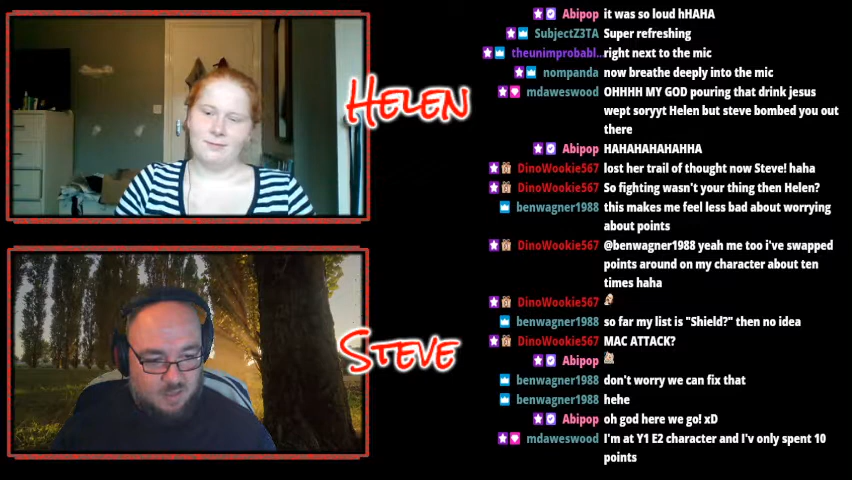 Helen
Steve
Abipop it was so loud hHAHA
SubjectZ3TA Super refreshing
theunimprobabl... right next to the mic
nompanda now breathe deeply into the mic
mdaweswood OHHHH MY GOD pouring that drink jesus
wept soryyt Helen but steve bombed you out
there
Abipop HAHAHAHAHAHHA
DinoWookie567 lost her trail of thought now Steve! haha
DinoWookie567 So fighting wasn't your thing then Helen?
benwagner1988 this makes me feel less bad about worrying
about points
DinoWookie567 @benwagner1988 yeah me too i've swapped
points around on my character about ten
times haha
DinoWookie567
benwagner1988 so far my list is "Shield?" then no idea
DinoWookie567 MAC ATTACK?
Abipop
benwagner1988 don't worry we can fix that
benwagner1988 hehe
Abipop oh god here we go! xD
mdaweswood I'm at Y1 E2 character and I'v only spent 10
points